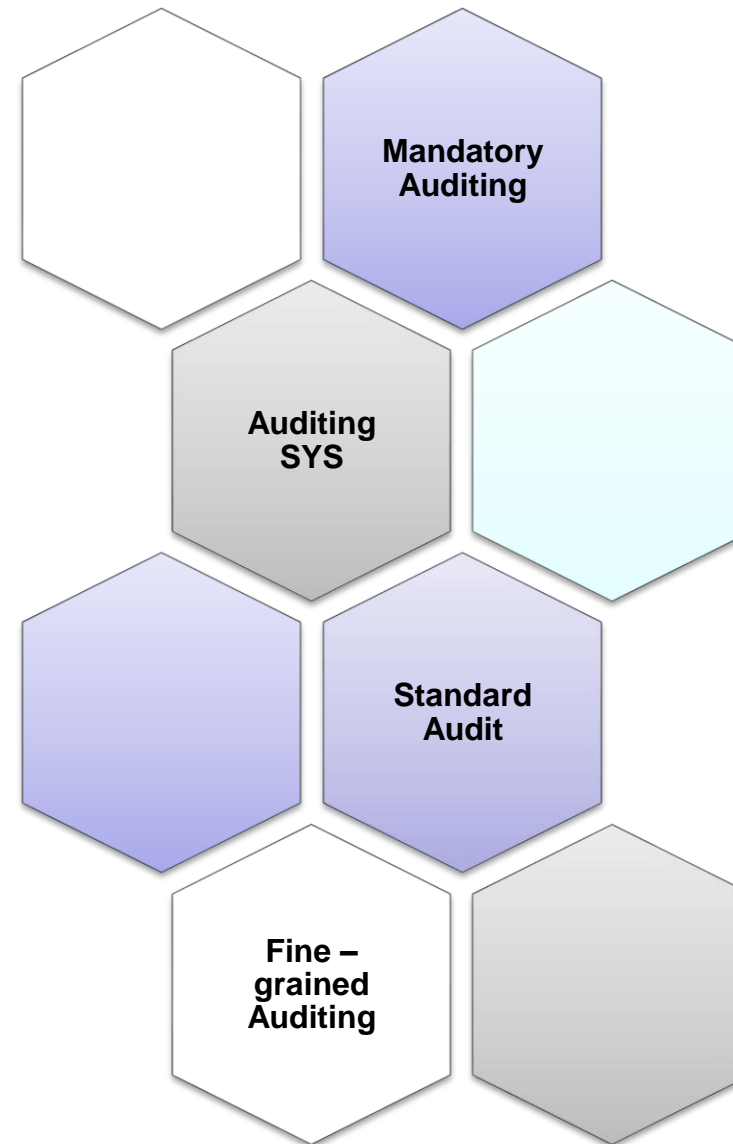 Mandatory
Auditing
Auditing
SYS
Standard
Audit
Fine –
grained
Auditing